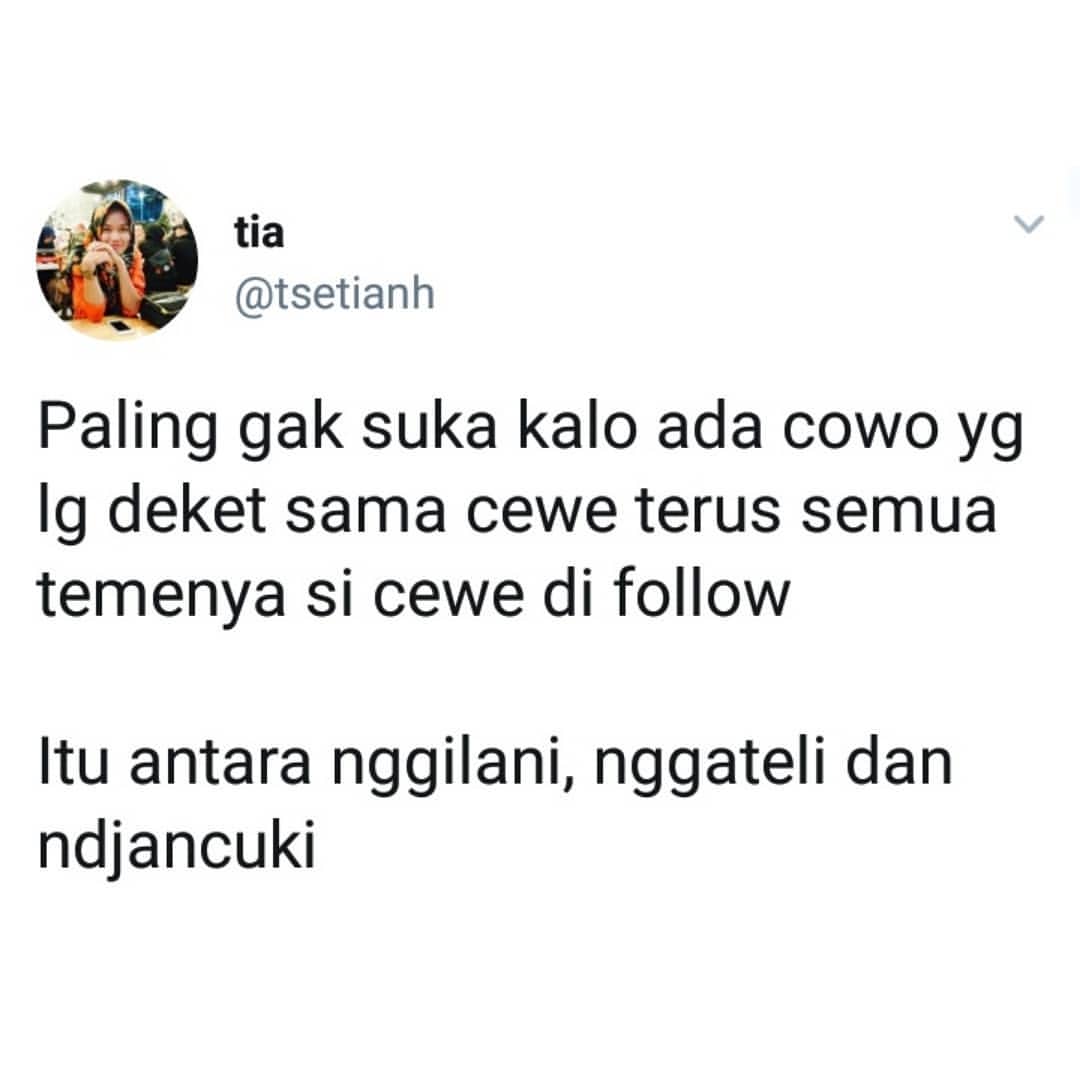 tia
@tsetianh
Paling gak suka kalo ada cowo yg
lg deket sama cewe terus semua
temenya si cewe di follow
Itu antara nggilani, nggateli dan
ndjancuki